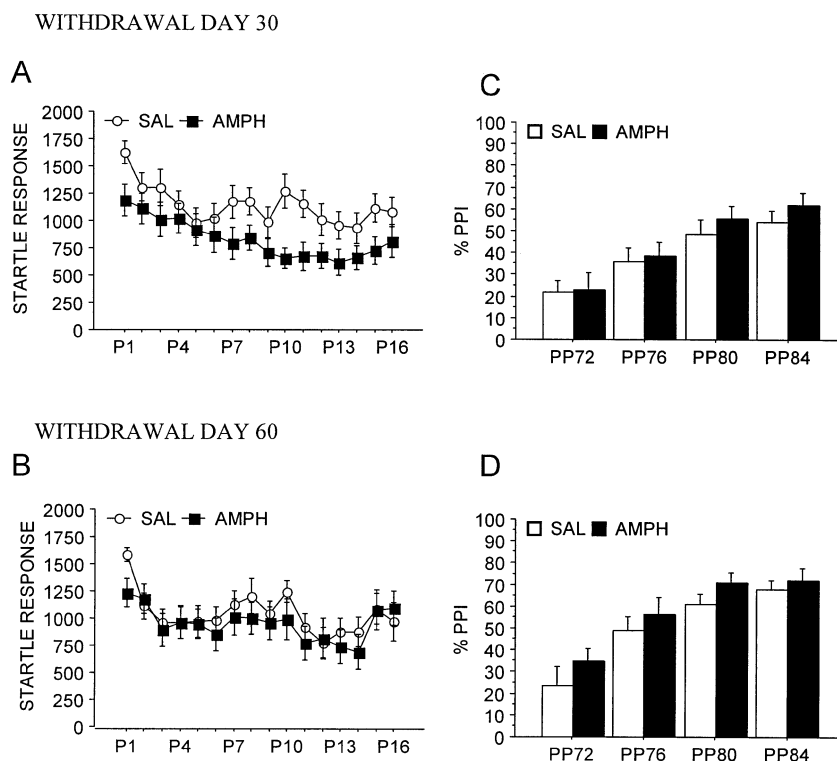 WITHDRAWAL DAY 30
A
2000
1750
1500
1250
1000
750
500
250
0
STARTLE RESPONSE
SAL AMPH
P1 P4 P7 P10 P13 P16
C
100
90
80
70
60
50
40
30
20
10
0
% PPI
SAL AMPH
PP72 PP76 PP80 PP84
WITHDRAWAL DAY 60
B
2000
1750
1500
1250
1000
750
500
250
0
STARTLE RESPONSE
SAL AMPH
P1 P4 P7 P10 P13 P16
D
100
90
80
70
60
50
40
30
20
10
0
% PPI
SAL AMPH
PP72 PP76 PP80 PP84